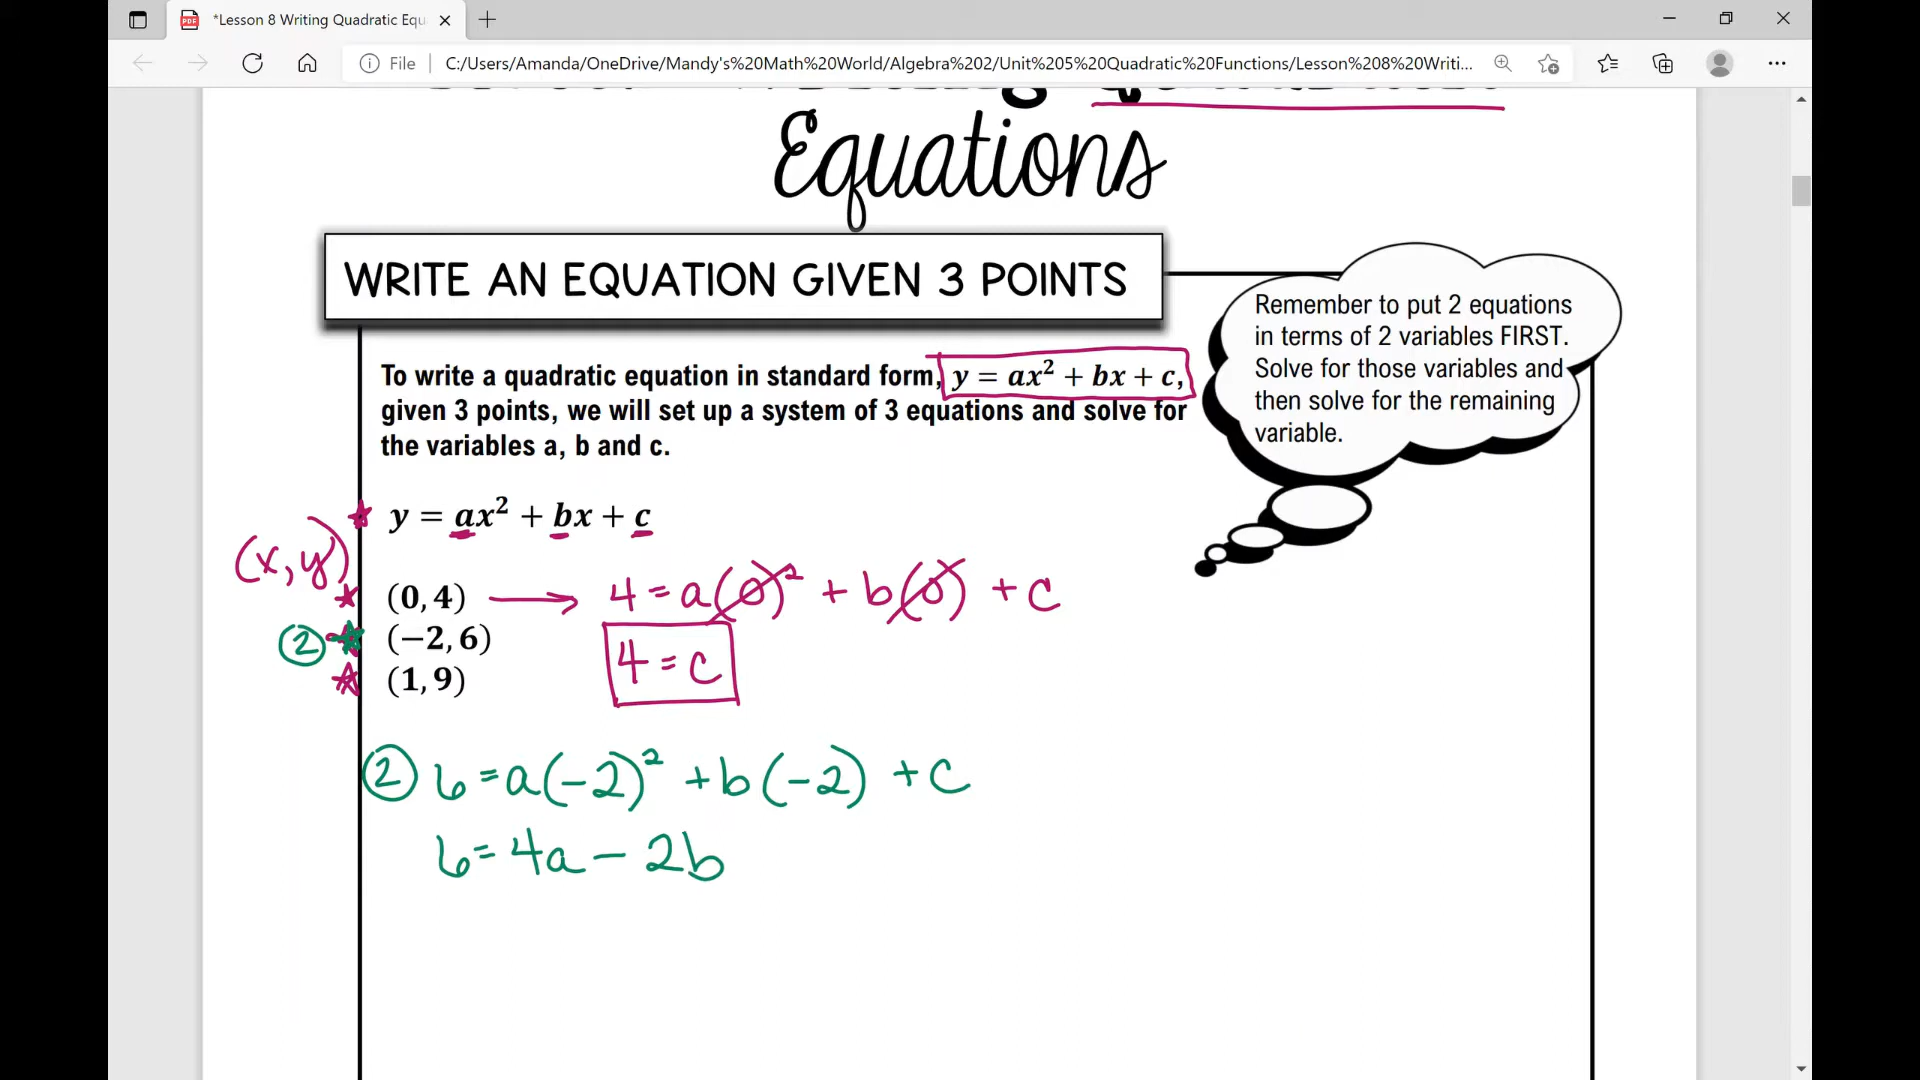 *Lesson 8 Writing Quadratic Equ
File C:/Users/Amanda/OneDrive/Mandy's%20Math%20World/Algebra%202/Unit%205%20Quadratic%20Functions/Lesson%208%20Writi...
Equations
WRITE AN EQUATION GIVEN 3 POINTS
Remember to put 2 equations
in terms of 2 variables FIRST.
Solve for those variables and
then solve for the remaining
variable.
To write a quadratic equation in standard form, y = ax² + bx + c,
given 3 points, we will set up a system of 3 equations and solve for
the variables a, b and c.
y = ax² + bx + c
(x, y)
(0, 4) → 4 = a(0)² + b(0) + c
② (−2, 6)
4 = c
(1, 9)
② 6 = a(−2)² + b(−2) + c
6 = 4a − 2b